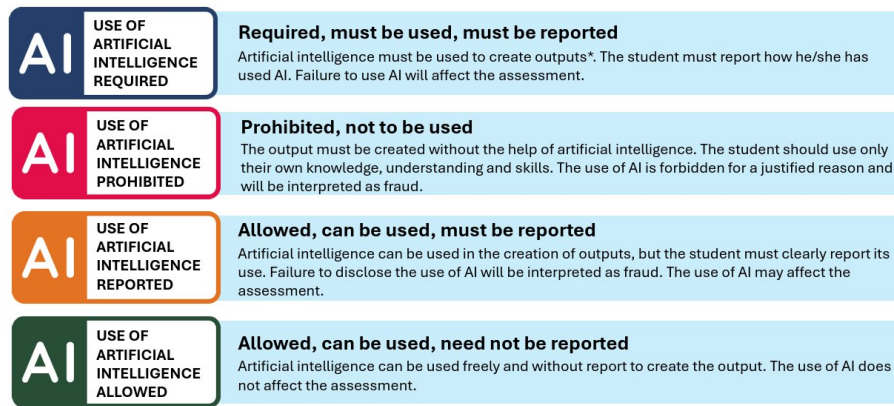 AI
USE OF
ARTIFICIAL
INTELLIGENCE
REQUIRED
Required, must be used, must be reported
Artificial intelligence must be used to create outputs*. The student must report how he/she has
used AI. Failure to use AI will affect the assessment.
AI
USE OF
ARTIFICIAL
INTELLIGENCE
PROHIBITED
Prohibited, not to be used
The output must be created without the help of artificial intelligence. The student should use only
their own knowledge, understanding and skills. The use of AI is forbidden for a justified reason and
will be interpreted as fraud.
AI
USE OF
ARTIFICIAL
INTELLIGENCE
REPORTED
Allowed, can be used, must be reported
Artificial intelligence can be used in the creation of outputs, but the student must clearly report its
use. Failure to disclose the use of AI will be interpreted as fraud. The use of AI may affect the
assessment.
AI
USE OF
ARTIFICIAL
INTELLIGENCE
ALLOWED
Allowed, can be used, need not be reported
Artificial intelligence can be used freely and without report to create the output. The use of AI does
not affect the assessment.